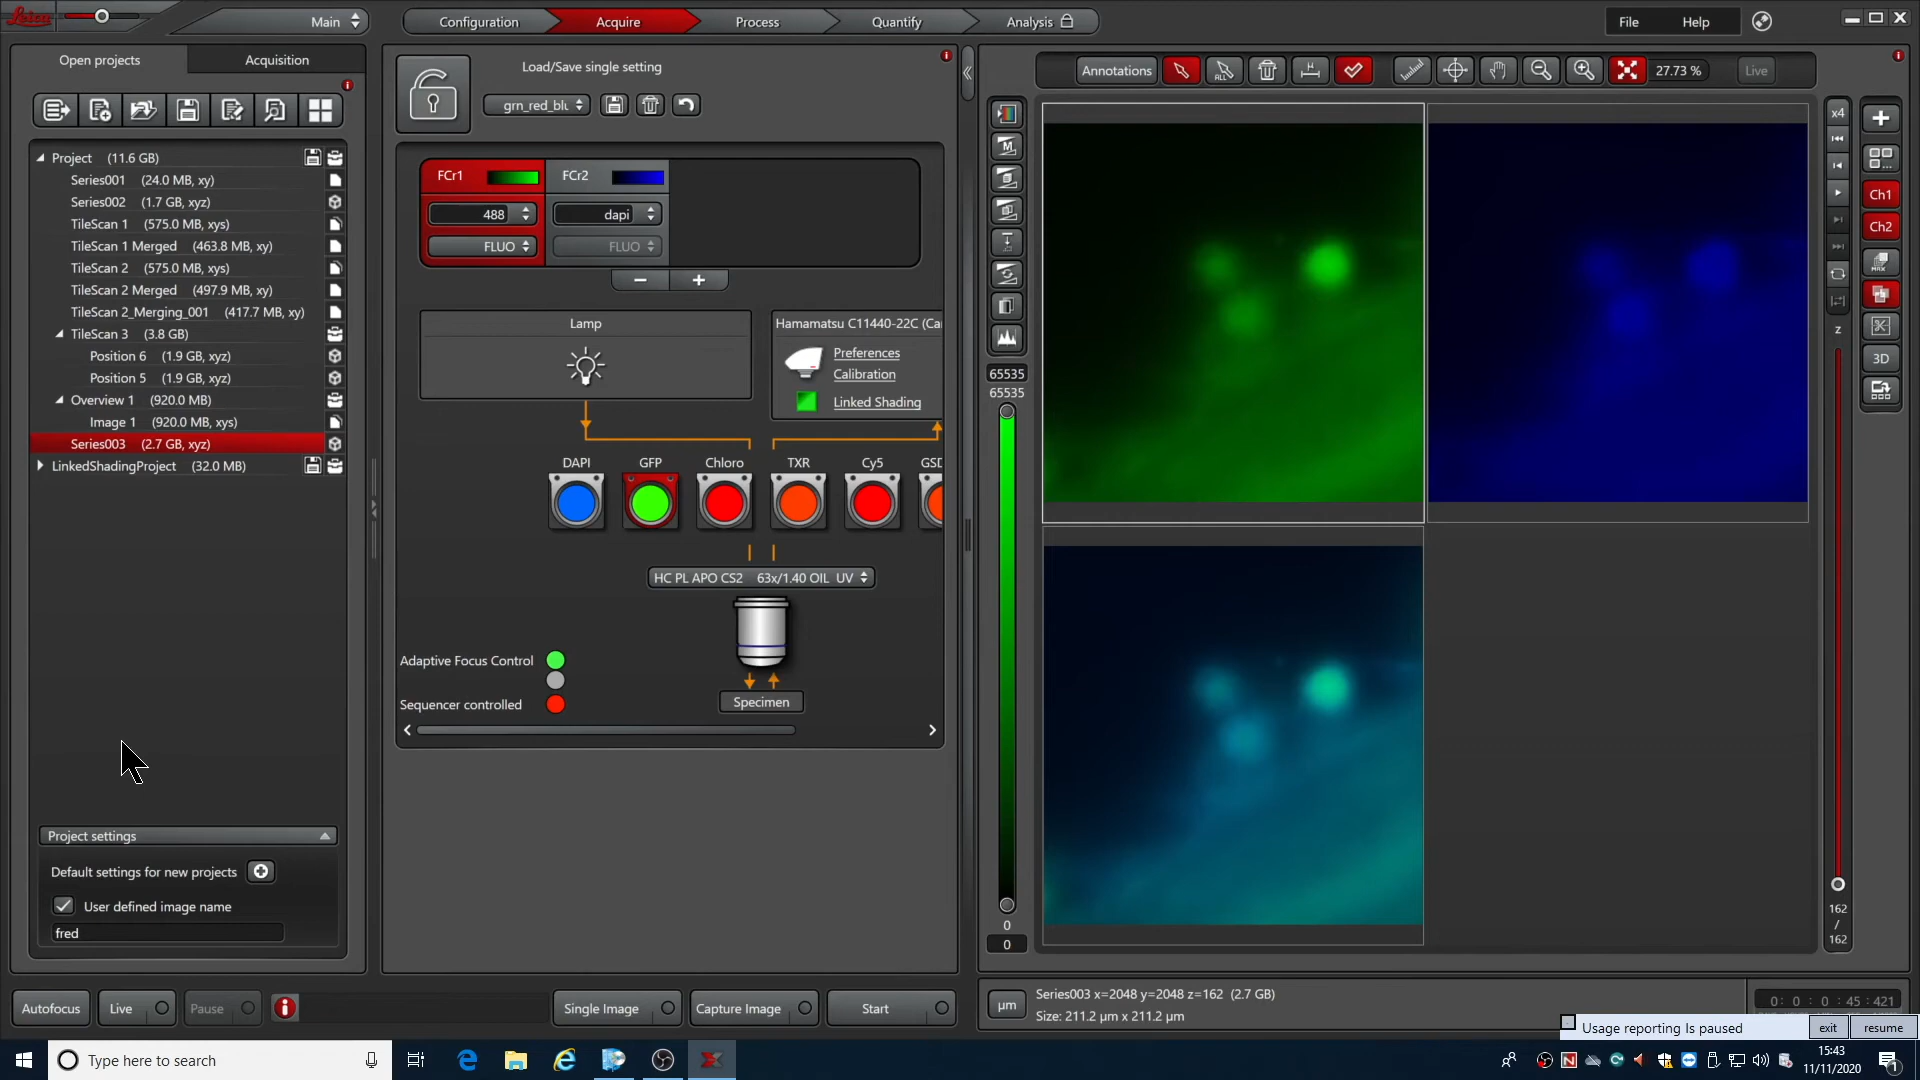 Leica
Main
Configuration
Acquire
Process
Quantify
Analysis
File
Help
Open projects
Acquisition
Project (11.6 GB)
Series001 (24.0 MB, xy)
Series002 (1.7 GB, xyz)
TileScan 1 (575.0 MB, xys)
TileScan 1 Merged (463.8 MB, xy)
TileScan 2 (575.0 MB, xys)
TileScan 2 Merged (497.9 MB, xy)
TileScan 2_Merging_001 (417.7 MB, xy)
TileScan 3 (3.8 GB)
Position 6 (1.9 GB, xyz)
Position 5 (1.9 GB, xyz)
Overview 1 (920.0 MB)
Image 1 (920.0 MB, xys)
Series003 (2.7 GB, xyz)
LinkedShadingProject (32.0 MB)
Project settings
Default settings for new projects
User defined image name
fred
Load/Save single setting
grn_red_blu
FCr1
FCr2
488
dapi
FLUO
FLUO
Lamp
Hamamatsu C11440-22C (Ca
Preferences
Calibration
Linked Shading
DAPI
GFP
Chloro
TXR
Cy5
GSD
HC PL APO CS2 63x/1.40 OIL UV
Adaptive Focus Control
Sequencer controlled
Specimen
Annotations
ALL
27.73 %
Live
M
65535
65535
0
0
x4
z
162
/
162
Ch1
Ch2
MAX
3D
Autofocus
Live
Pause
Single Image
Capture Image
Start
µm
Series003 x=2048 y=2048 z=162 (2.7 GB)
Size: 211.2 µm x 211.2 µm
0: 0 : 0 : 45 : 421
Usage reporting Is paused
exit
resume
Type here to search
15:43
11/11/2020
1